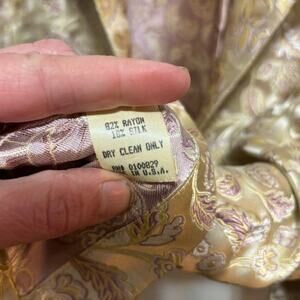 82% RAYON
18% SILK
DRY CLEAN ONLY
RN# 0100829
IN U.S.A.